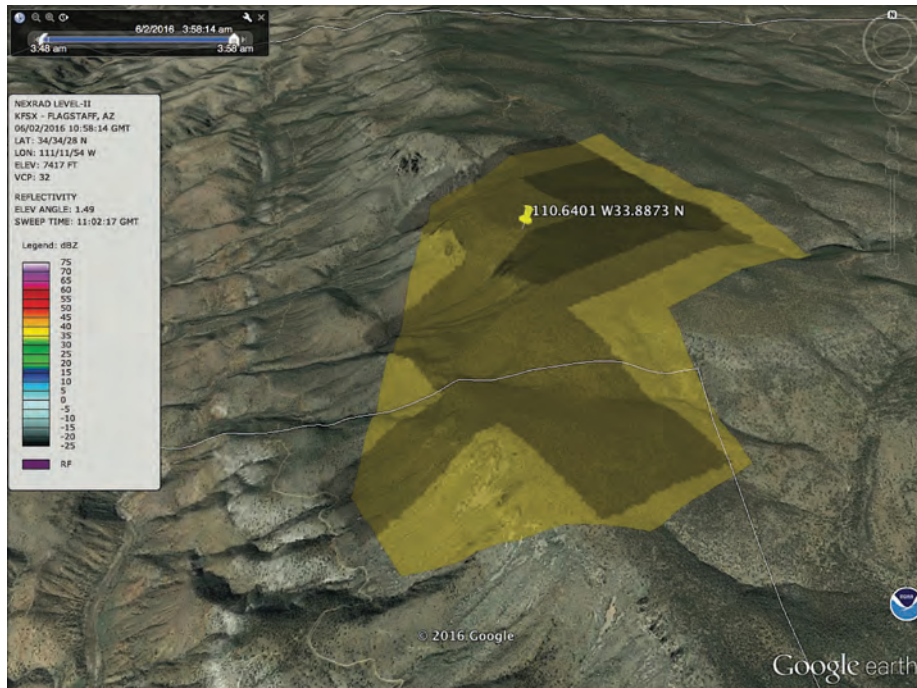 6/2/2016 3:58:14 am
3:48 am 3:58 am
N
NEXRAD LEVEL-II
KFSX - FLAGSTAFF, AZ
06/02/2016 10:58:14 GMT
LAT: 34/34/28 N
LON: 111/11/54 W
ELEV: 7417 FT
VCP: 32
REFLECTIVITY
ELEV ANGLE: 1.49
SWEEP TIME: 11:02:17 GMT
Legend: dBZ
75
70
65
60
55
50
45
40
35
30
25
20
15
10
5
0
-5
-10
-15
-20
-25
RF
110.6401 W33.8873 N
© 2016 Google
NOAA
Google earth